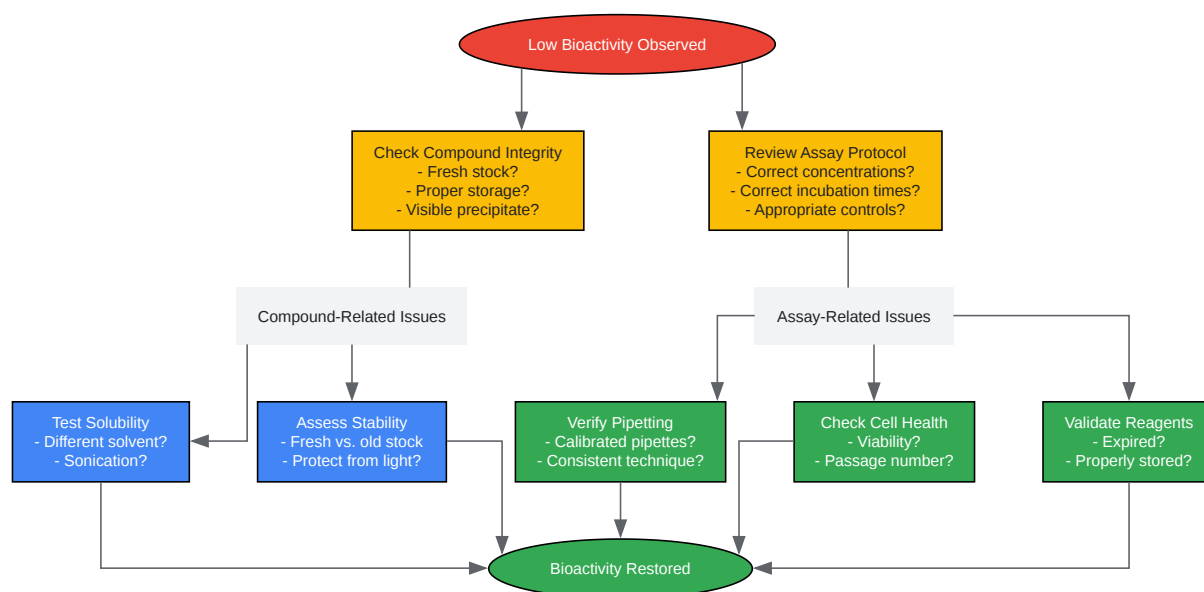 Low Bioactivity Observed
Check Compound Integrity
- Fresh stock?
- Proper storage?
- Visible precipitate?
Review Assay Protocol
- Correct concentrations?
- Correct incubation times?
- Appropriate controls?
Compound-Related Issues
Assay-Related Issues
Test Solubility
- Different solvent?
- Sonication?
Assess Stability
- Fresh vs. old stock
- Protect from light?
Verify Pipetting
- Calibrated pipettes?
- Consistent technique?
Check Cell Health
- Viability?
- Passage number?
Validate Reagents
- Expired?
- Properly stored?
Bioactivity Restored